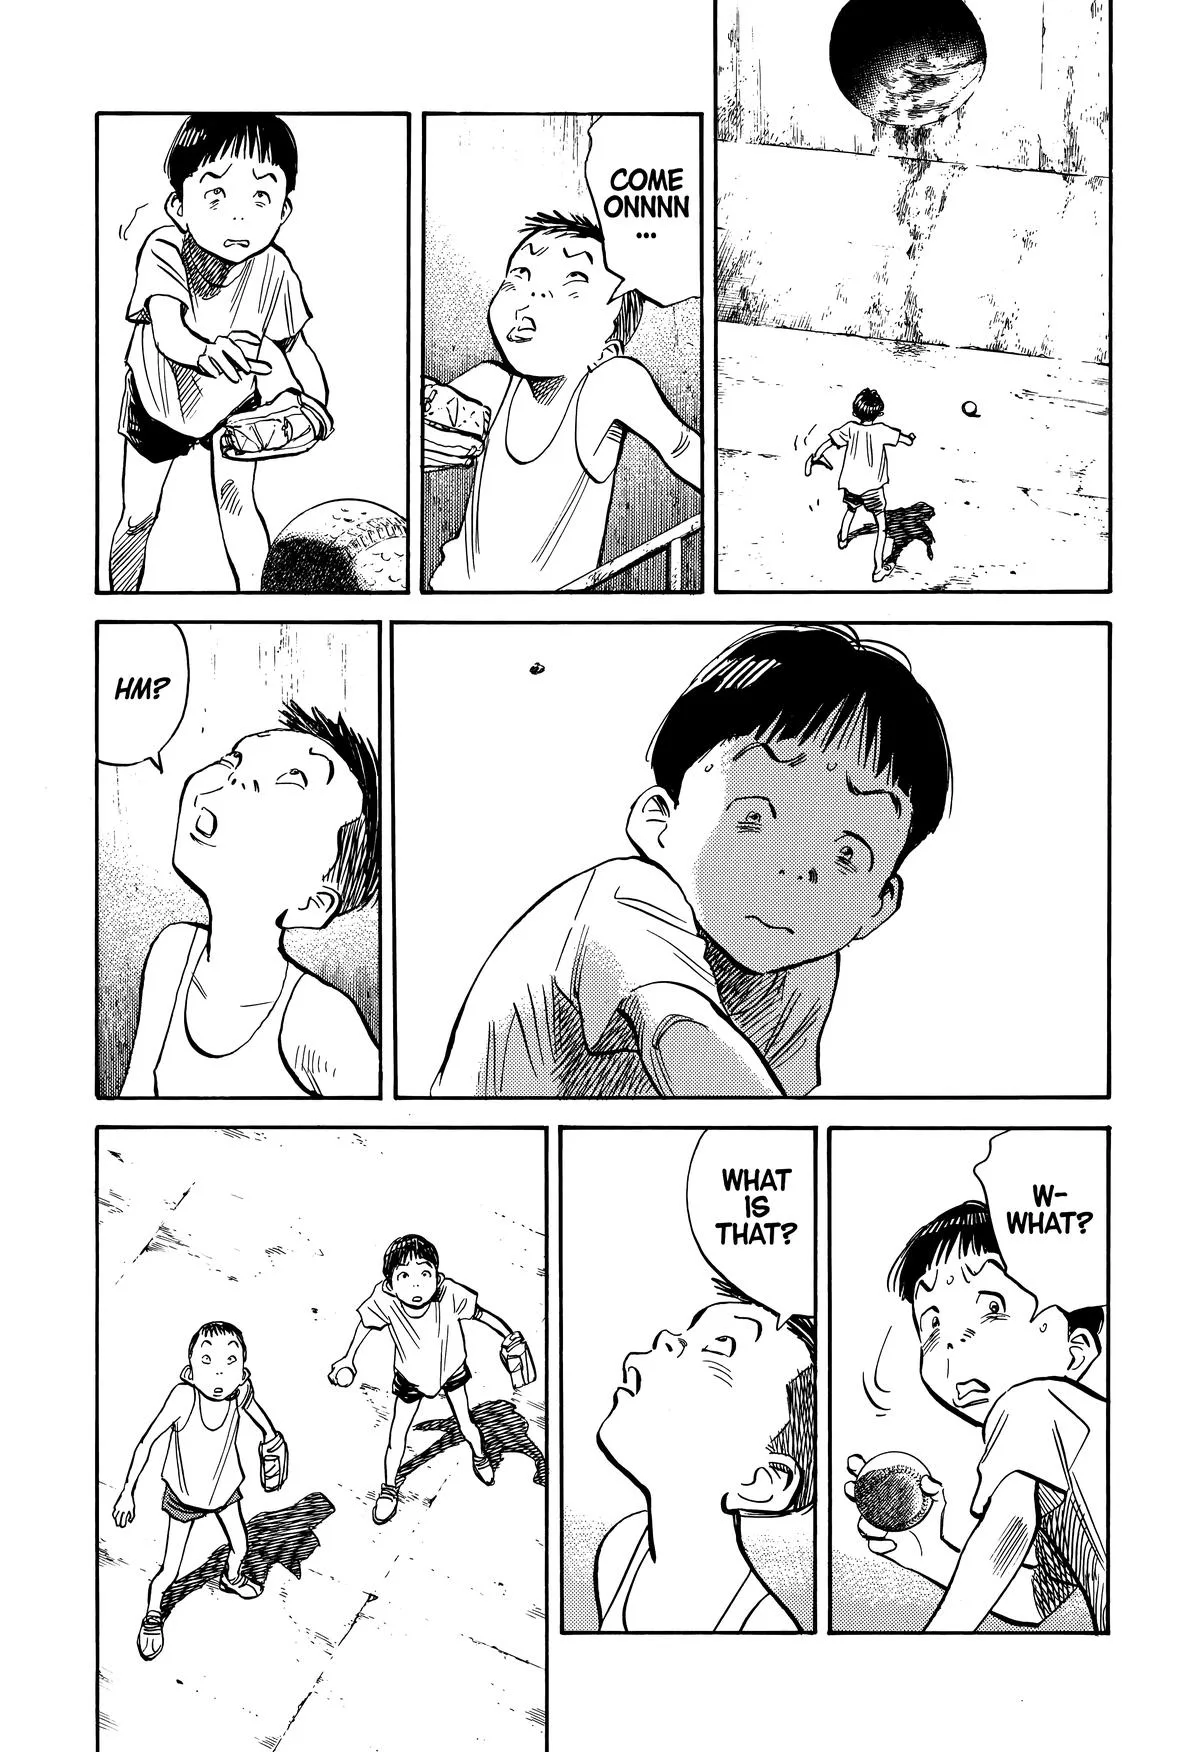 COME
ONNNN
...
HM?
W-
WHAT?
WHAT
IS
THAT?